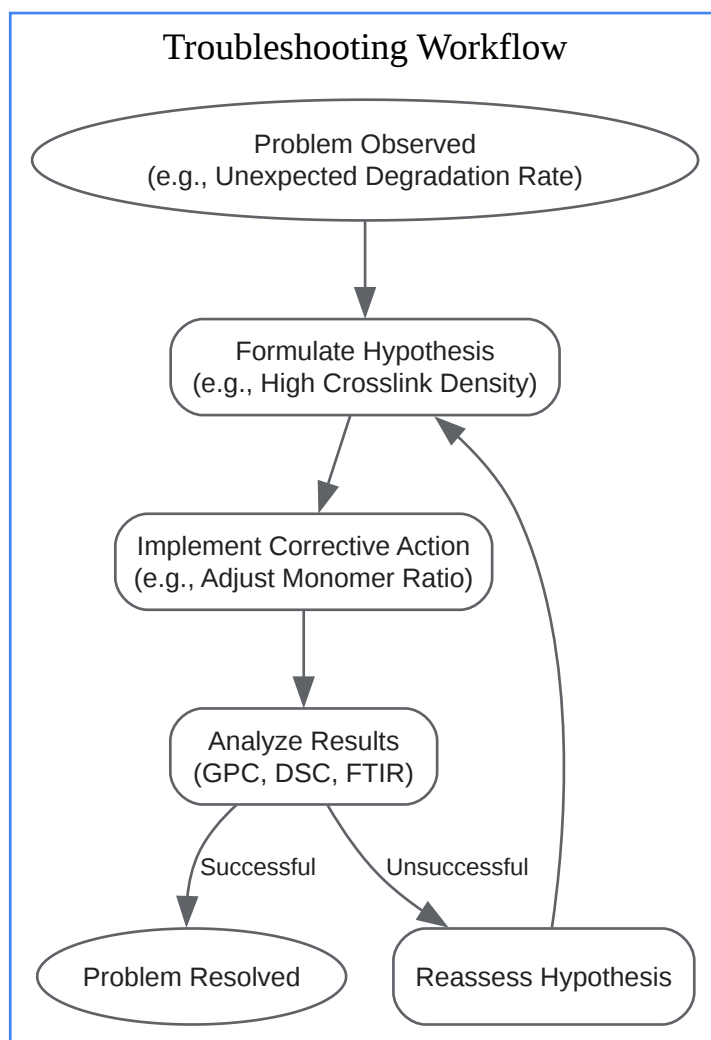 Troubleshooting Workflow
Problem Observed
(e.g., Unexpected Degradation Rate)
Formulate Hypothesis
(e.g., High Crosslink Density)
Implement Corrective Action
(e.g., Adjust Monomer Ratio)
Analyze Results
(GPC, DSC, FTIR)
Successful
Unsuccessful
Problem Resolved
Reassess Hypothesis